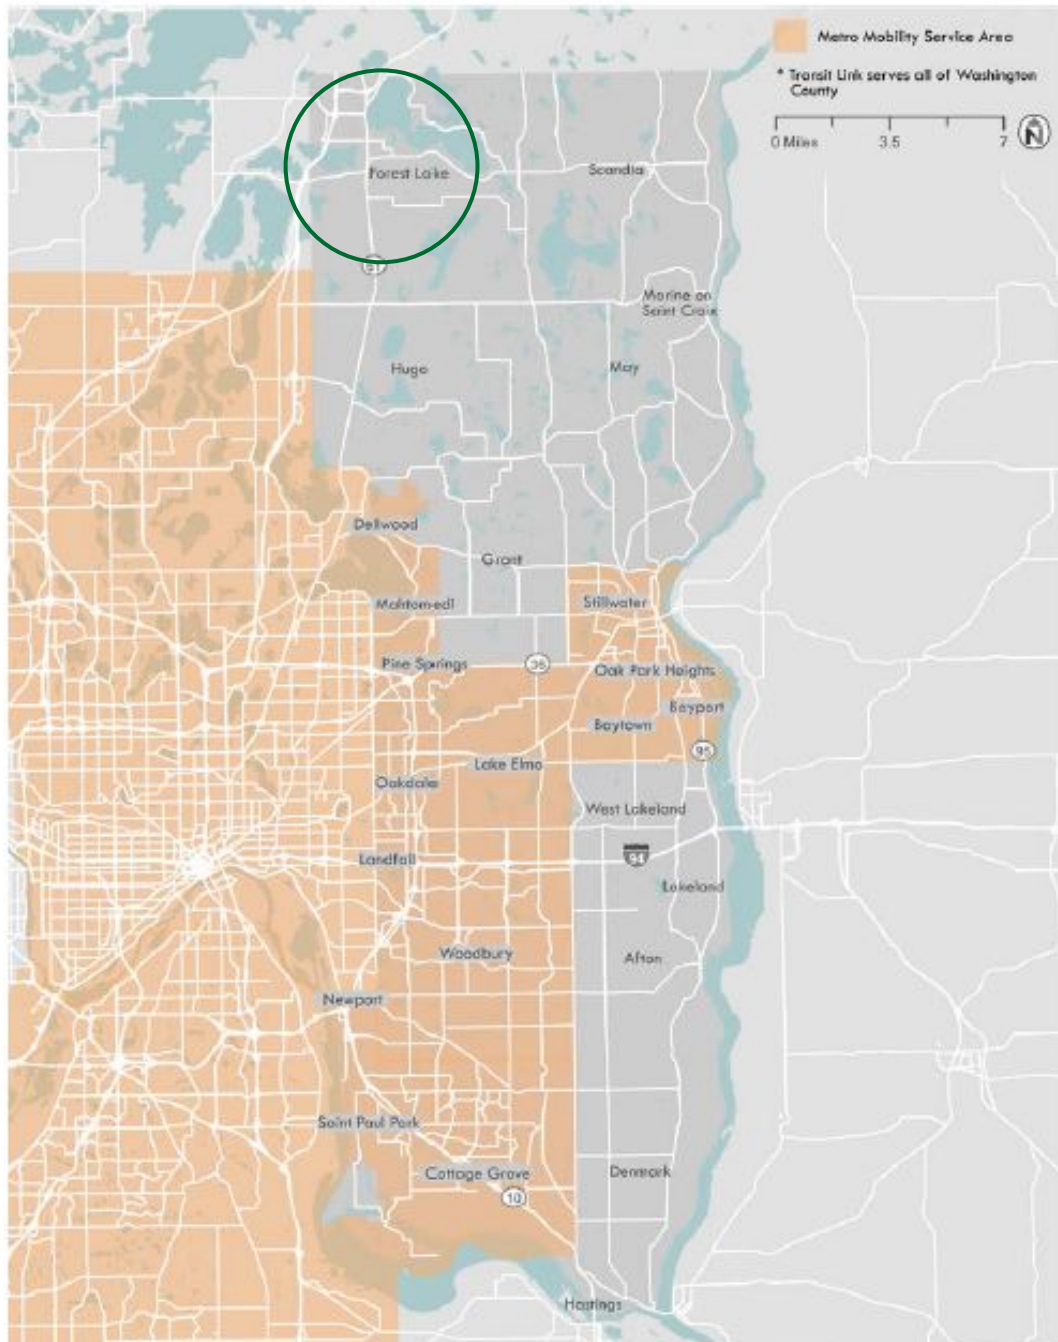 Metro Mobility Service Area
* Transit Link serves all of Washington
County
0 Miles 3.5 7
N
Forest Lake
Scandia
61
Marine on
Saint Croix
Hugo
May
Dellwood
Grant
Mahtomedi
Stillwater
Pine Springs
36
Oak Park Heights
Bayport
Baytown
95
Lake Elmo
Oakdale
West Lakeland
94
Landfall
Lakeland
Woodbury
Afton
Newport
Saint Paul Park
Cottage Grove
Denmark
10
Hastings